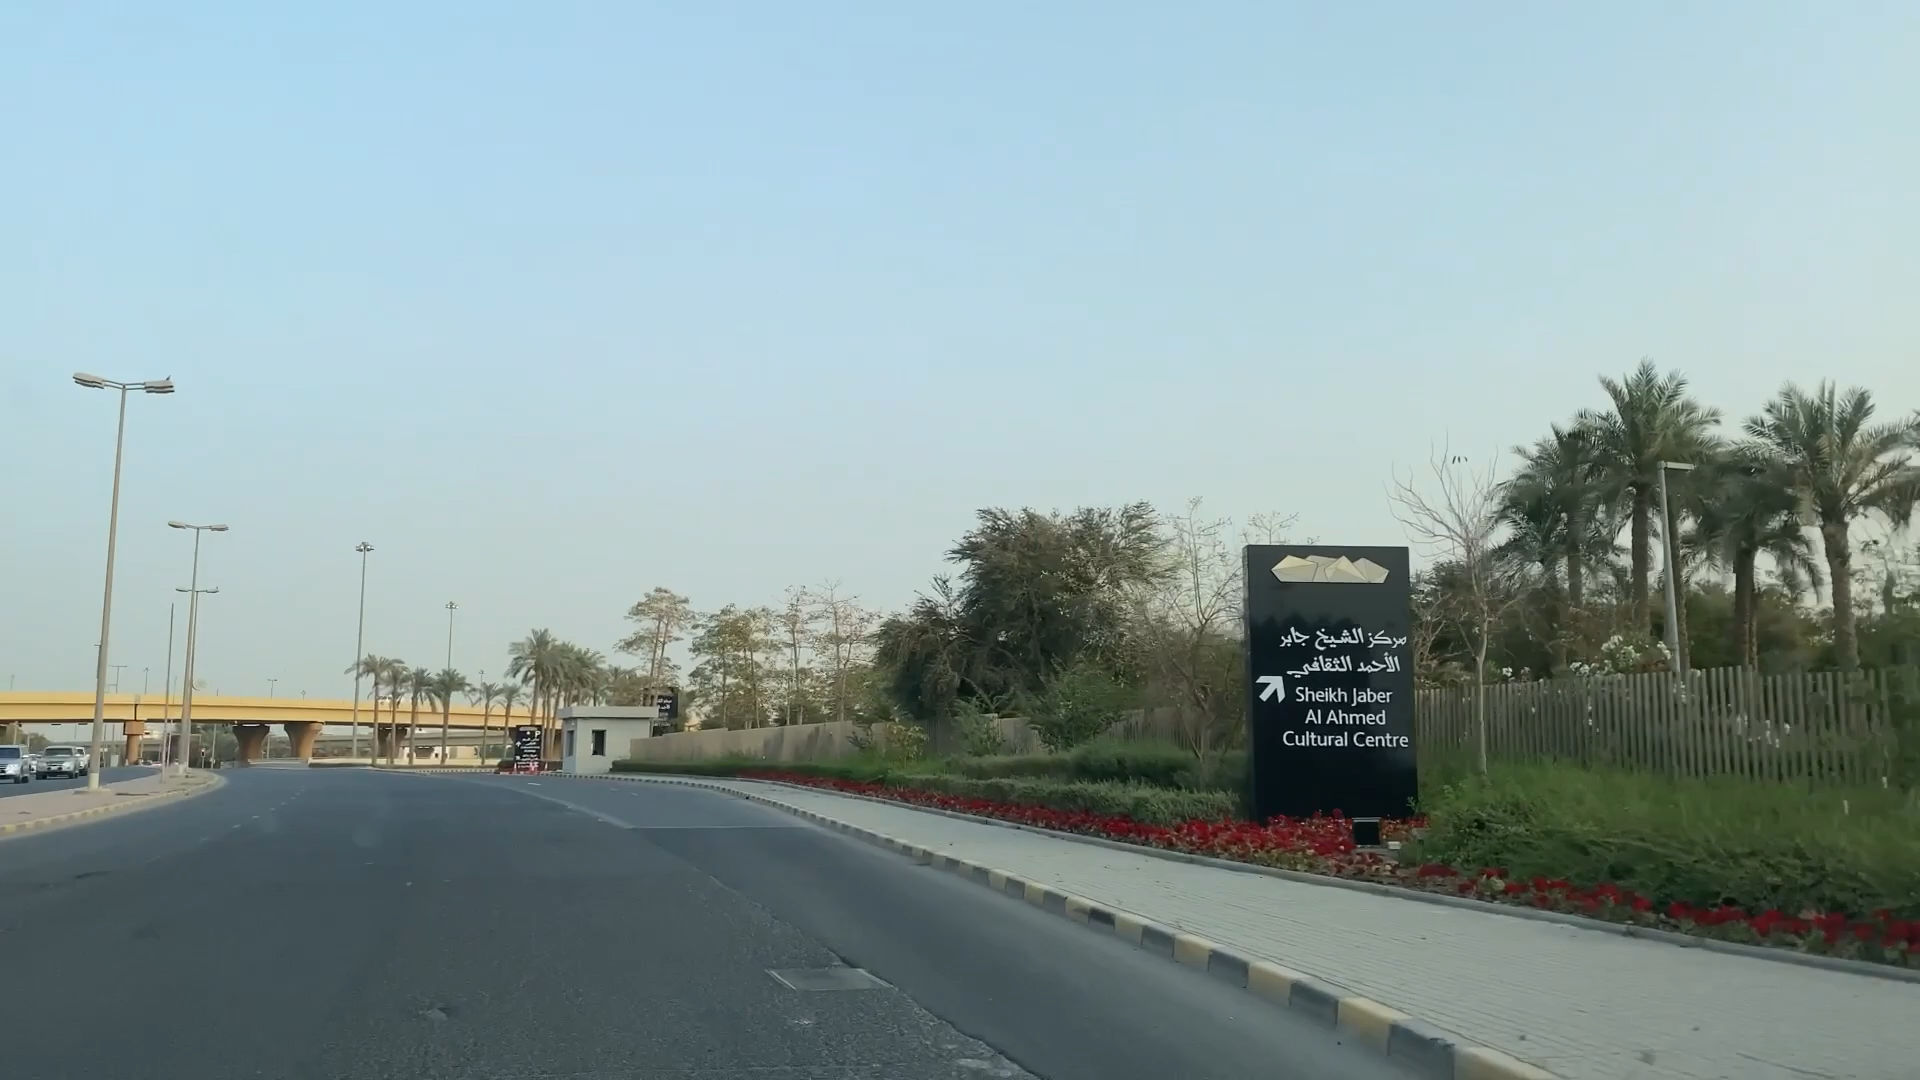 مركز الشيخ جابر
الأحمد الثقافي
Sheikh Jaber
Al Ahmed
Cultural Centre
P